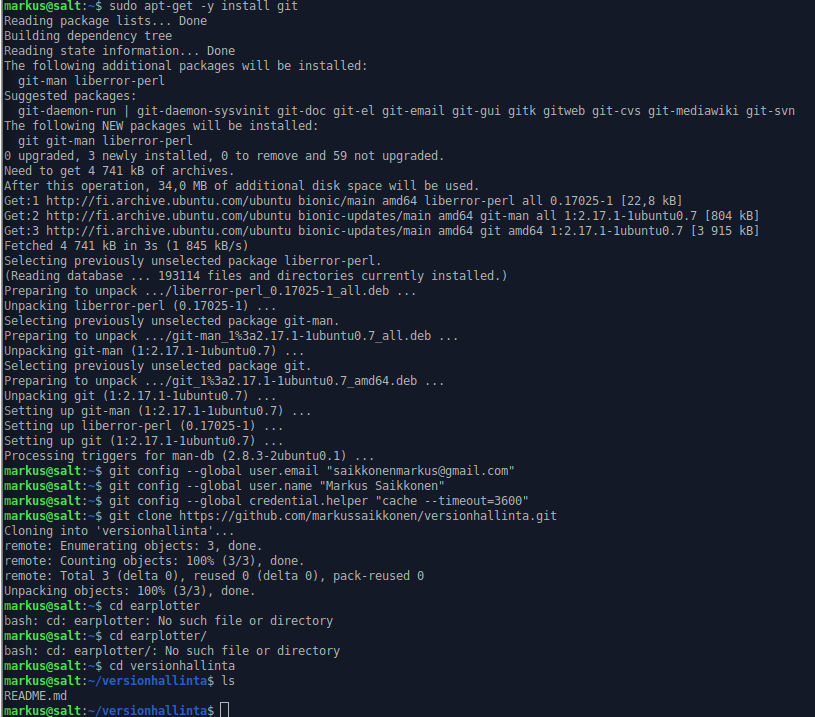 markus@salt:~$ sudo apt-get -y install git
Reading package lists... Done
Building dependency tree
Reading state information... Done
The following additional packages will be installed:
  git-man liberror-perl
Suggested packages:
  git-daemon-run | git-daemon-sysvinit git-doc git-el git-email git-gui gitk gitweb git-cvs git-mediawiki git-svn
The following NEW packages will be installed:
  git git-man liberror-perl
0 upgraded, 3 newly installed, 0 to remove and 59 not upgraded.
Need to get 4 741 kB of archives.
After this operation, 34,0 MB of additional disk space will be used.
Get:1 http://fi.archive.ubuntu.com/ubuntu bionic/main amd64 liberror-perl all 0.17025-1 [22,8 kB]
Get:2 http://fi.archive.ubuntu.com/ubuntu bionic-updates/main amd64 git-man all 1:2.17.1-1ubuntu0.7 [804 kB]
Get:3 http://fi.archive.ubuntu.com/ubuntu bionic-updates/main amd64 git amd64 1:2.17.1-1ubuntu0.7 [3 915 kB]
Fetched 4 741 kB in 3s (1 845 kB/s)
Selecting previously unselected package liberror-perl.
(Reading database ... 193114 files and directories currently installed.)
Preparing to unpack .../liberror-perl_0.17025-1_all.deb ...
Unpacking liberror-perl (0.17025-1) ...
Selecting previously unselected package git-man.
Preparing to unpack .../git-man_1%3a2.17.1-1ubuntu0.7_all.deb ...
Unpacking git-man (1:2.17.1-1ubuntu0.7) ...
Selecting previously unselected package git.
Preparing to unpack .../git_1%3a2.17.1-1ubuntu0.7_amd64.deb ...
Unpacking git (1:2.17.1-1ubuntu0.7) ...
Setting up git-man (1:2.17.1-1ubuntu0.7) ...
Setting up liberror-perl (0.17025-1) ...
Setting up git (1:2.17.1-1ubuntu0.7) ...
Processing triggers for man-db (2.8.3-2ubuntu0.1) ...
markus@salt:~$ git config --global user.email "saikkonenmarkus@gmail.com"
markus@salt:~$ git config --global user.name "Markus Saikkonen"
markus@salt:~$ git config --global credential.helper "cache --timeout=3600"
markus@salt:~$ git clone https://github.com/markussaikkonen/versionhallinta.git
Cloning into 'versionhallinta'...
remote: Enumerating objects: 3, done.
remote: Counting objects: 100% (3/3), done.
remote: Total 3 (delta 0), reused 0 (delta 0), pack-reused 0
Unpacking objects: 100% (3/3), done.
markus@salt:~$ cd earplotter
bash: cd: earplotter: No such file or directory
markus@salt:~$ cd earplotter/
bash: cd: earplotter/: No such file or directory
markus@salt:~$ cd versionhallinta
markus@salt:~/versionhallinta$ ls
README.md
markus@salt:~/versionhallinta$